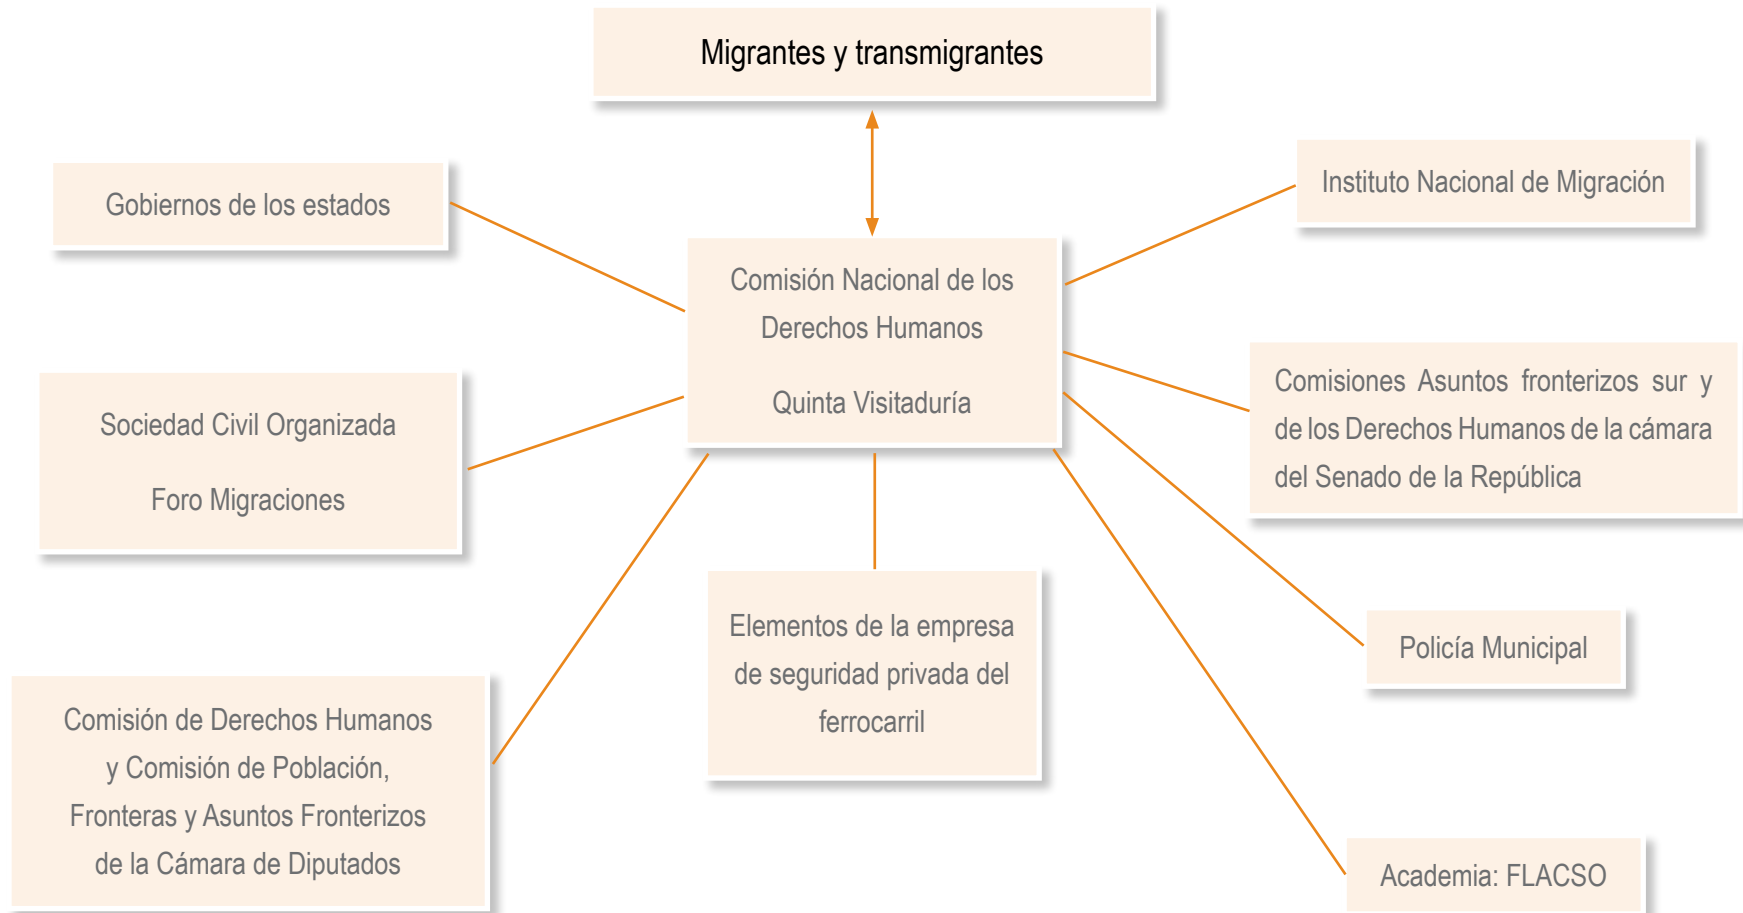 Migrantes y transmigrantes
Gobiernos de los estados
Instituto Nacional de Migración
Comisión Nacional de los
Derechos Humanos
Quinta Visitaduría
Sociedad Civil Organizada
Foro Migraciones
Comisiones Asuntos fronterizos sur y
de los Derechos Humanos de la cámara
del Senado de la República
Elementos de la empresa
de seguridad privada del
ferrocarril
Policía Municipal
Comisión de Derechos Humanos
y Comisión de Población,
Fronteras y Asuntos Fronterizos
de la Cámara de Diputados
Academia: FLACSO